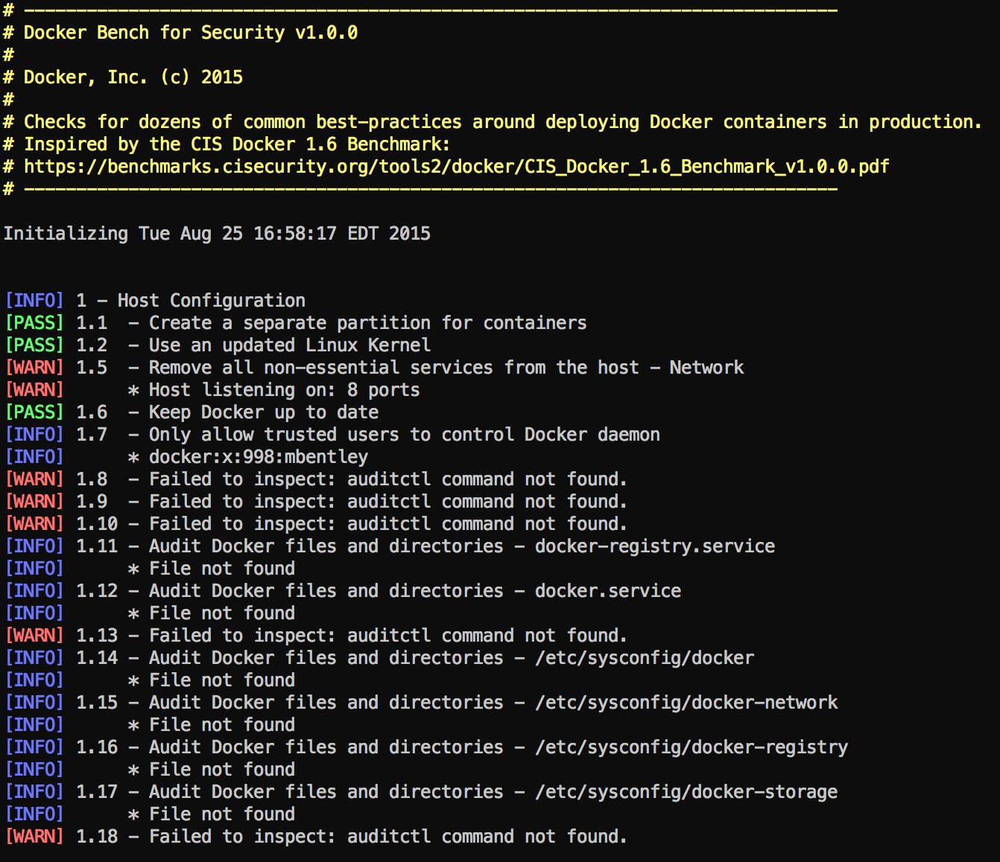 # ------------------------------------------------------------------------------
# Docker Bench for Security v1.0.0
#
# Docker, Inc. (c) 2015
#
# Checks for dozens of common best-practices around deploying Docker containers in production.
# Inspired by the CIS Docker 1.6 Benchmark:
# https://benchmarks.cisecurity.org/tools2/docker/CIS_Docker_1.6_Benchmark_v1.0.0.pdf
# ------------------------------------------------------------------------------
Initializing Tue Aug 25 16:58:17 EDT 2015
[INFO] 1 - Host Configuration
[PASS] 1.1  - Create a separate partition for containers
[PASS] 1.2  - Use an updated Linux Kernel
[WARN] 1.5  - Remove all non-essential services from the host - Network
[WARN]      * Host listening on: 8 ports
[PASS] 1.6  - Keep Docker up to date
[INFO] 1.7  - Only allow trusted users to control Docker daemon
[INFO]      * docker:x:998:mbentley
[WARN] 1.8  - Failed to inspect: auditctl command not found.
[WARN] 1.9  - Failed to inspect: auditctl command not found.
[WARN] 1.10 - Failed to inspect: auditctl command not found.
[INFO] 1.11 - Audit Docker files and directories - docker-registry.service
[INFO]      * File not found
[INFO] 1.12 - Audit Docker files and directories - docker.service
[INFO]      * File not found
[WARN] 1.13 - Failed to inspect: auditctl command not found.
[INFO] 1.14 - Audit Docker files and directories - /etc/sysconfig/docker
[INFO]      * File not found
[INFO] 1.15 - Audit Docker files and directories - /etc/sysconfig/docker-network
[INFO]      * File not found
[INFO] 1.16 - Audit Docker files and directories - /etc/sysconfig/docker-registry
[INFO]      * File not found
[INFO] 1.17 - Audit Docker files and directories - /etc/sysconfig/docker-storage
[INFO]      * File not found
[WARN] 1.18 - Failed to inspect: auditctl command not found.